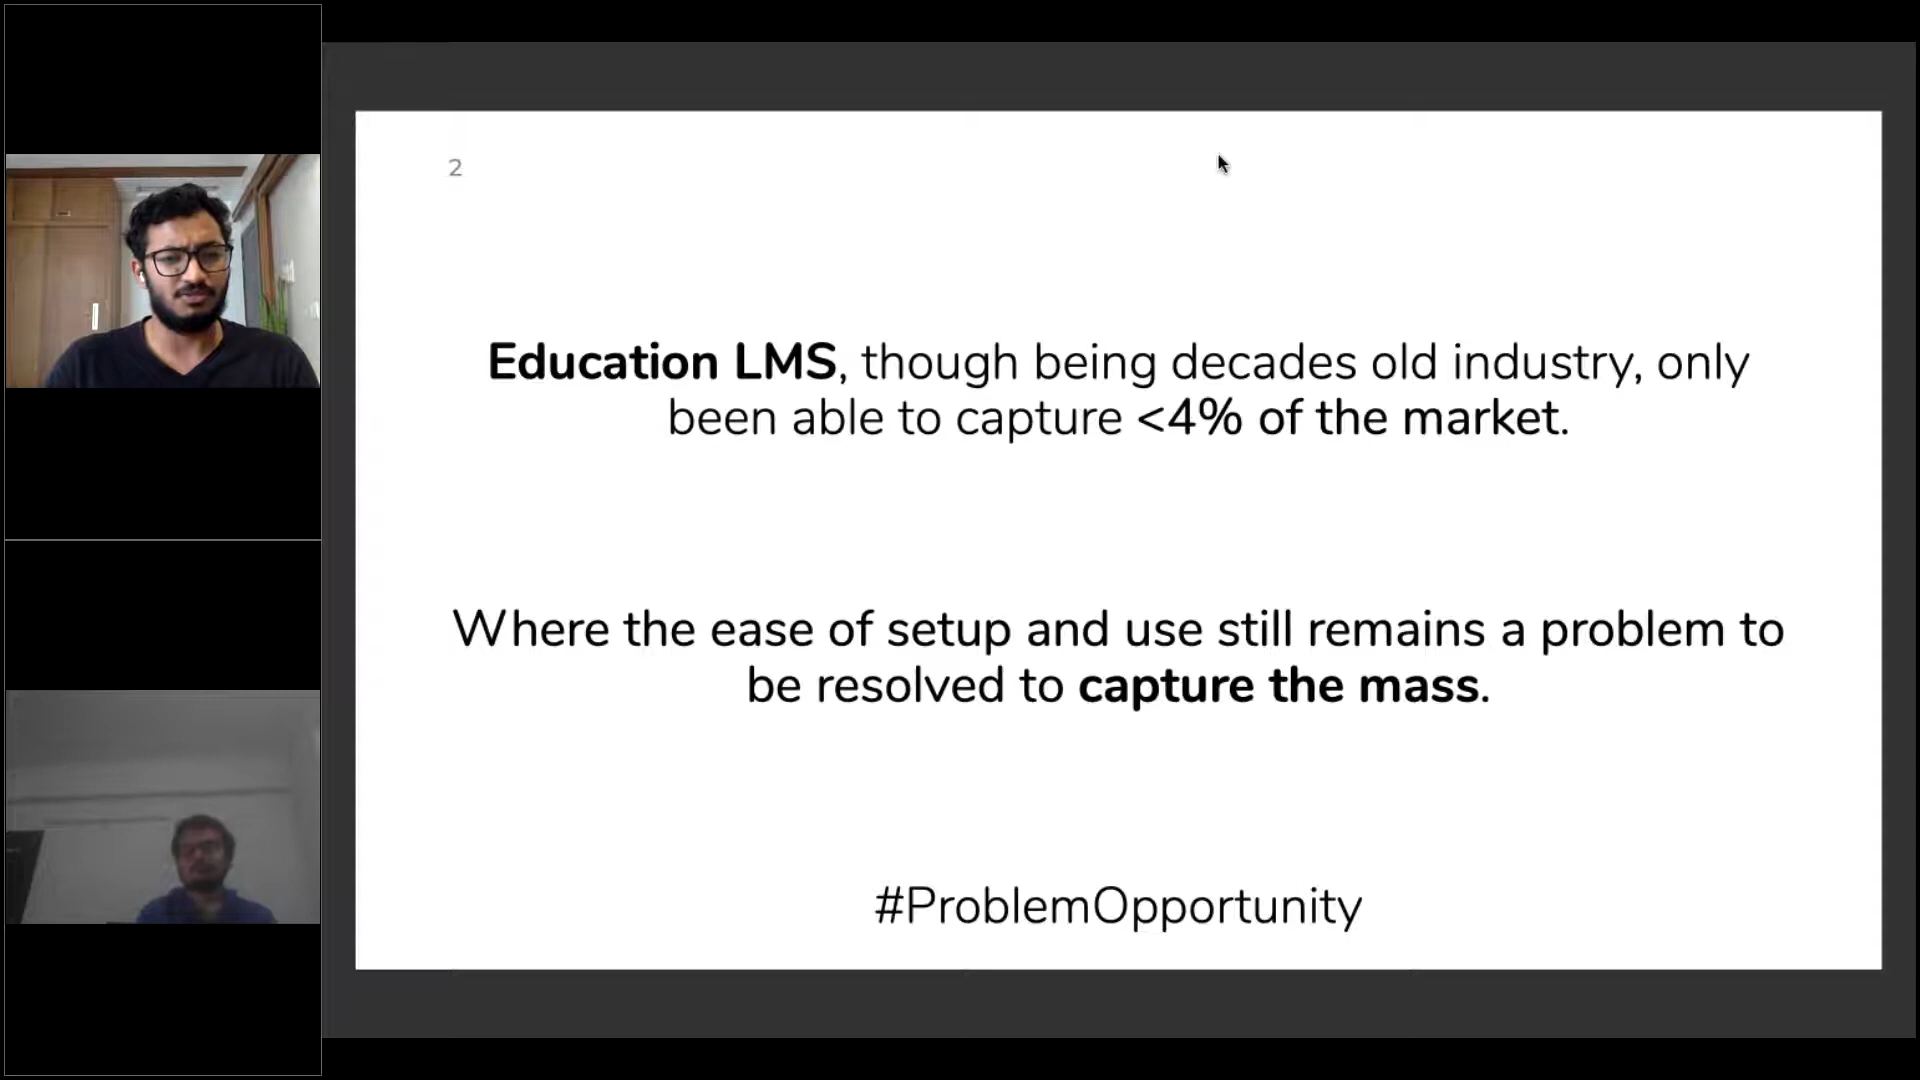 2
Education LMS, though being decades old industry, only
been able to capture <4% of the market.
Where the ease of setup and use still remains a problem to
be resolved to capture the mass.
#ProblemOpportunity